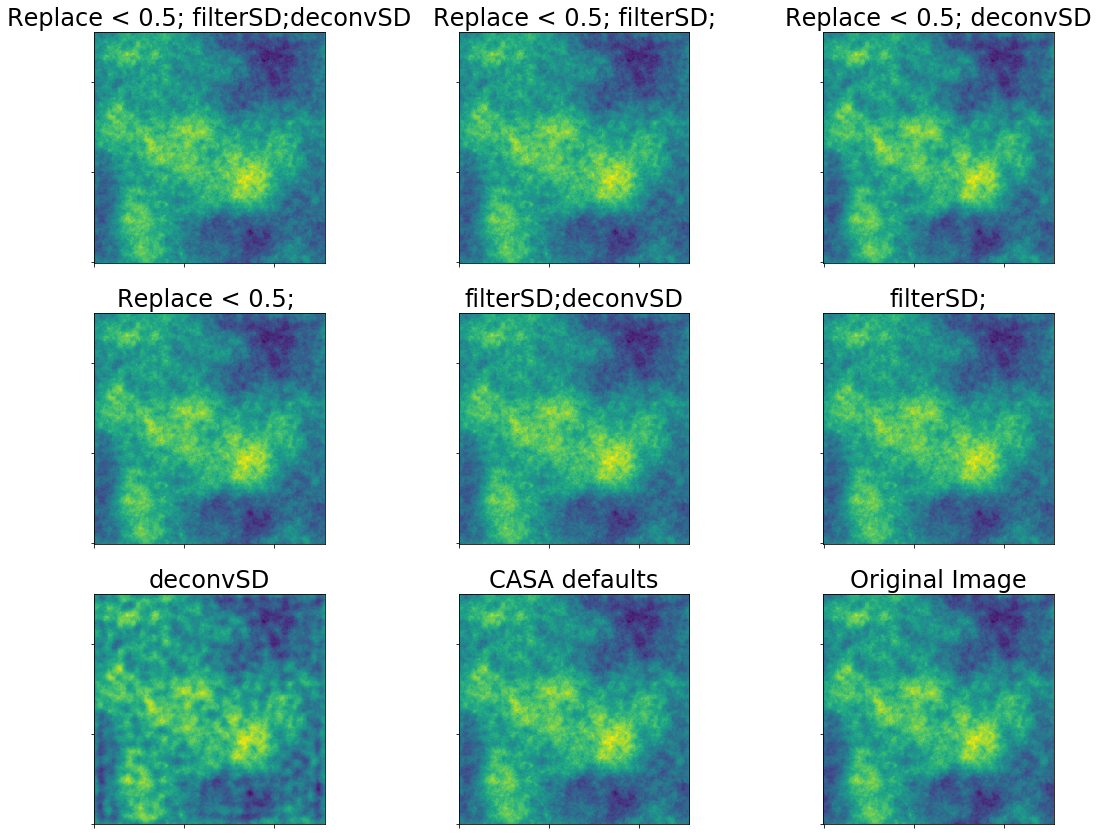 Replace < 0.5; filterSD;deconvSD
Replace < 0.5; filterSD;
Replace < 0.5; deconvSD
Replace < 0.5;
filterSD;deconvSD
filterSD;
deconvSD
CASA defaults
Original Image